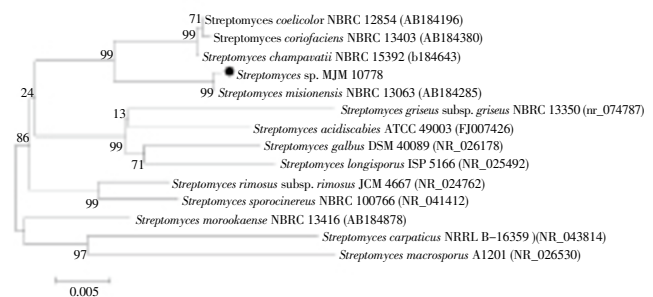 71 Streptomyces coelicolor NBRC 12854 (AB184196)
99 Streptomyces coriofaciens NBRC 13403 (AB184380)
Streptomyces champavatii NBRC 15392 (b184643)
99
Streptomyces sp. MJM 10778
24 99 Streptomyces misionensis NBRC 13063 (AB184285)
13 Streptomyces griseus subsp. griseus NBRC 13350 (nr_074787)
Streptomyces acidiscabies ATCC 49003 (FJ007426)
86 99 Streptomyces galbus DSM 40089 (NR_026178)
71 Streptomyces longisporus ISP 5166 (NR_025492)
Streptomyces rimosus subsp. rimosus JCM 4667 (NR_024762)
99 Streptomyces sporocinereus NBRC 100766 (NR_041412)
Streptomyces morookaense NBRC 13416 (AB184878)
Streptomyces carpaticus NRRL B-16359 )(NR_043814)
97 Streptomyces macrosporus A1201 (NR_026530)
0.005